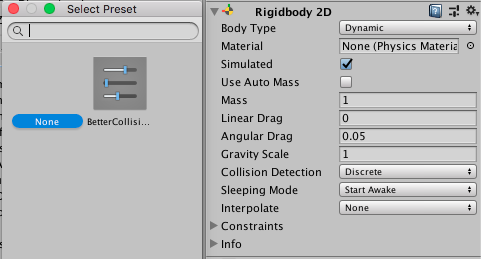 Select Preset
None
BetterCollisi...
Rigidbody 2D
Body Type
Dynamic
Material
None (Physics Materia
Simulated
Use Auto Mass
Mass
1
Linear Drag
0
Angular Drag
0.05
Gravity Scale
1
Collision Detection
Discrete
Sleeping Mode
Start Awake
Interpolate
None
Constraints
Info